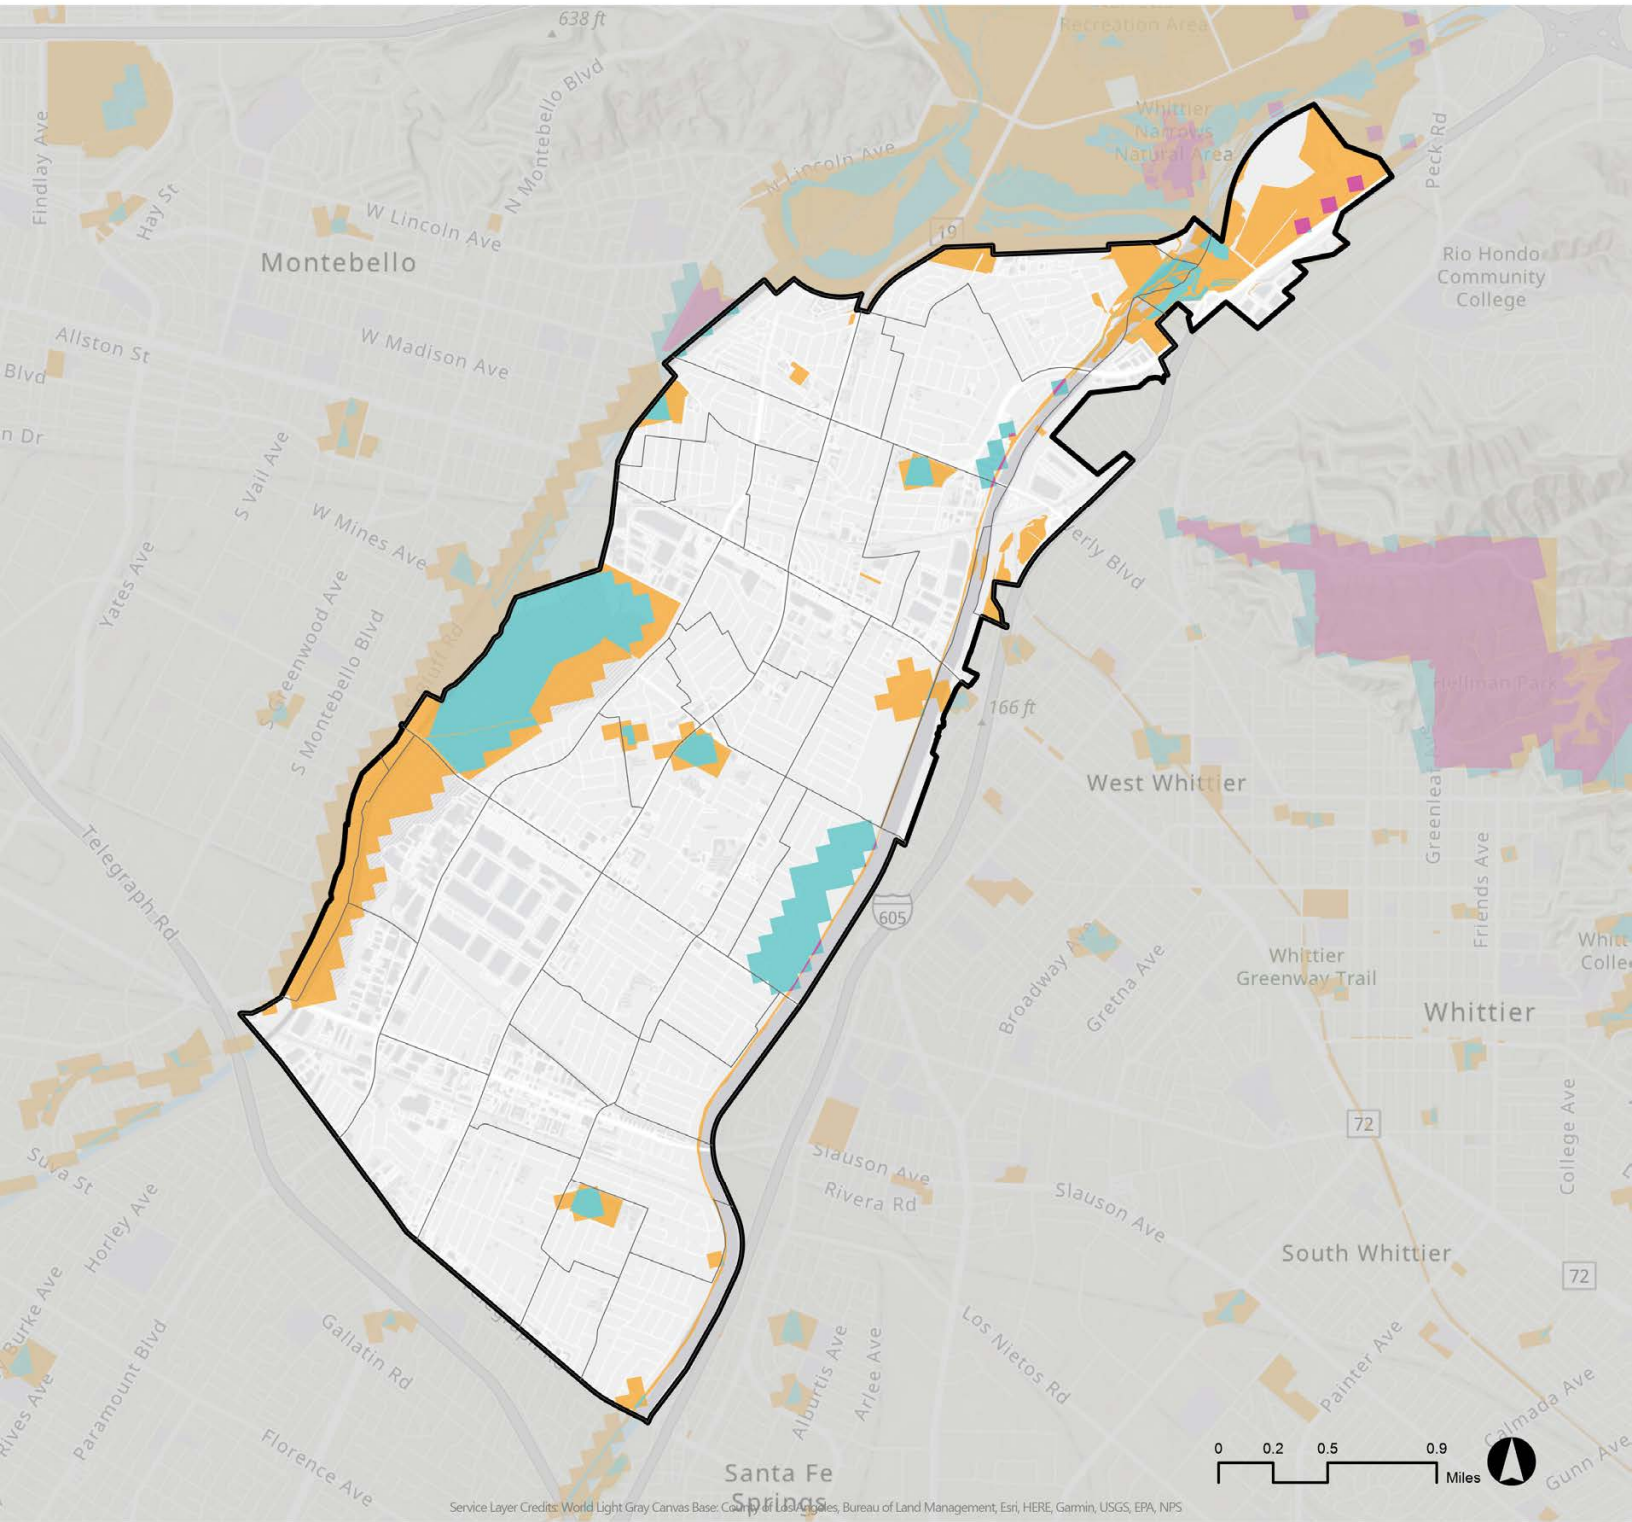 638 ft
Recreation Area
Findlay Ave
Hay St
N Montebello Blvd
N Lincoln Ave
Whittier
Narrows
Natural Area
Peck Rd
W Lincoln Ave
19
Montebello
Rio Hondo
Community
College
Allston St
W Madison Ave
Blvd
n Dr
S Vail Ave
W Mines Ave
Yates Ave
S Greenwood Ave
S Montebello Blvd
Bluff Rd
verly Blvd
Hellman Park
166 ft
West Whittier
Greenleaf Ave
Friends Ave
Telegraph Rd
605
Broadway Ave
Gretna Ave
Whittier
Greenway Trail
Whitt
Colle
Whittier
72
College Ave
Suva St
Horley Ave
Slauson Ave
Rivera Rd
Slauson Ave
South Whittier
72
Burke Ave
Paramount Blvd
Gallatin Rd
Rives Ave
Florence Ave
Alburtis Ave
Arlee Ave
Los Nietos Rd
Painter Ave
Calmada Ave
Gunn Ave
0 0.2 0.5 0.9
Miles
Santa Fe
Springs
Service Layer Credits: World Light Gray Canvas Base: County of Los Angeles, Bureau of Land Management, Esri, HERE, Garmin, USGS, EPA, NPS